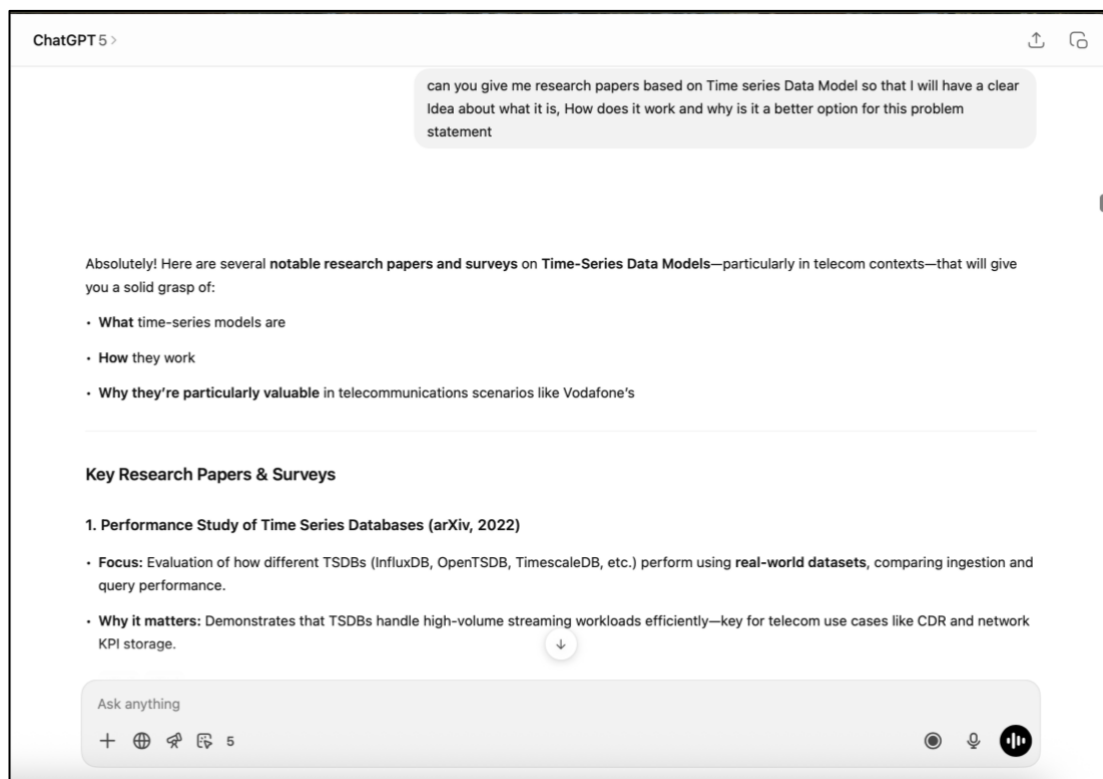 ChatGPT 5 >
can you give me research papers based on Time series Data Model so that I will have a clear
Idea about what it is, How does it work and why is it a better option for this problem
statement
Absolutely! Here are several notable research papers and surveys on Time-Series Data Models—particularly in telecom contexts—that will give
you a solid grasp of:
• What time-series models are
• How they work
• Why they're particularly valuable in telecommunications scenarios like Vodafone's
Key Research Papers & Surveys
1. Performance Study of Time Series Databases (arXiv, 2022)
• Focus: Evaluation of how different TSDBs (InfluxDB, OpenTSDB, TimescaleDB, etc.) perform using real-world datasets, comparing ingestion and
query performance.
• Why it matters: Demonstrates that TSDBs handle high-volume streaming workloads efficiently—key for telecom use cases like CDR and network
KPI storage.
Ask anything
5